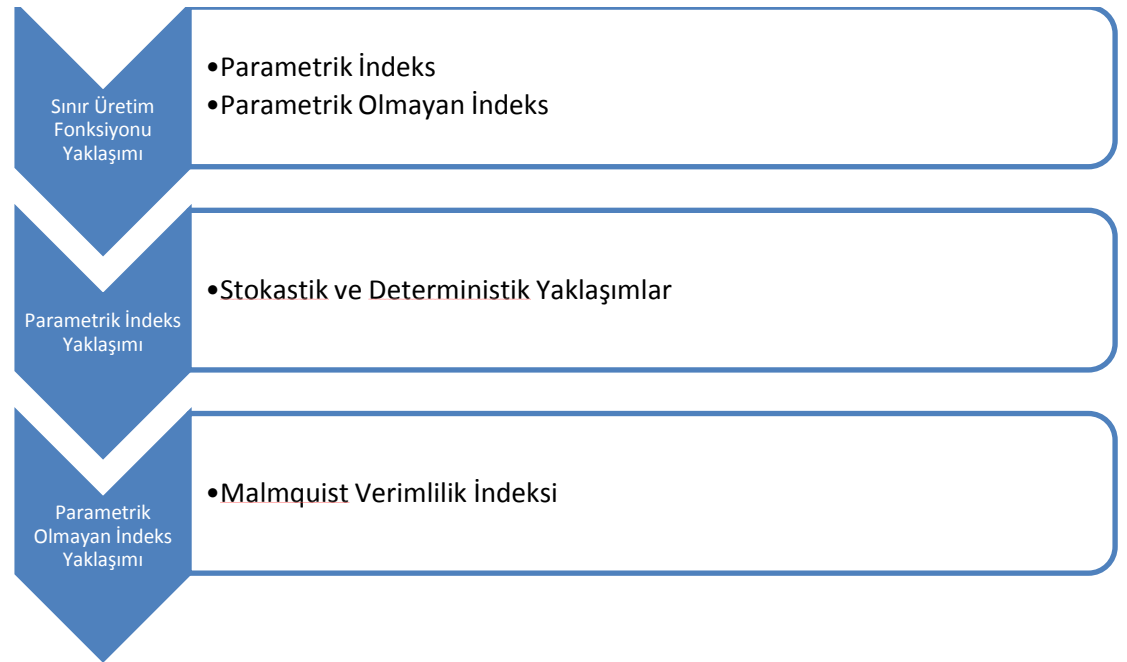 Sınır Üretim
Fonksiyonu
Yaklaşımı
•Parametrik İndeks
•Parametrik Olmayan İndeks
Parametrik İndeks
Yaklaşımı
•Stokastik ve Deterministik Yaklaşımlar
Parametrik
Olmayan İndeks
Yaklaşımı
•Malmquist Verimlilik İndeksi